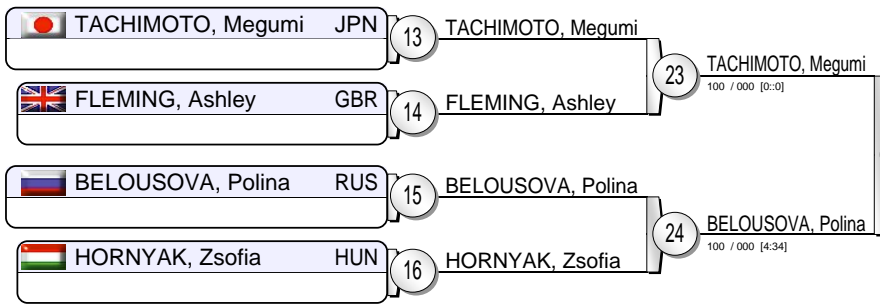 TACHIMOTO, Megumi JPN
13
TACHIMOTO, Megumi
FLEMING, Ashley GBR
14
FLEMING, Ashley
23
TACHIMOTO, Megumi
100 / 000 [0::0]
BELOUSOVA, Polina RUS
15
BELOUSOVA, Polina
HORNYAK, Zsofia HUN
16
HORNYAK, Zsofia
24
BELOUSOVA, Polina
100 / 000 [4:34]